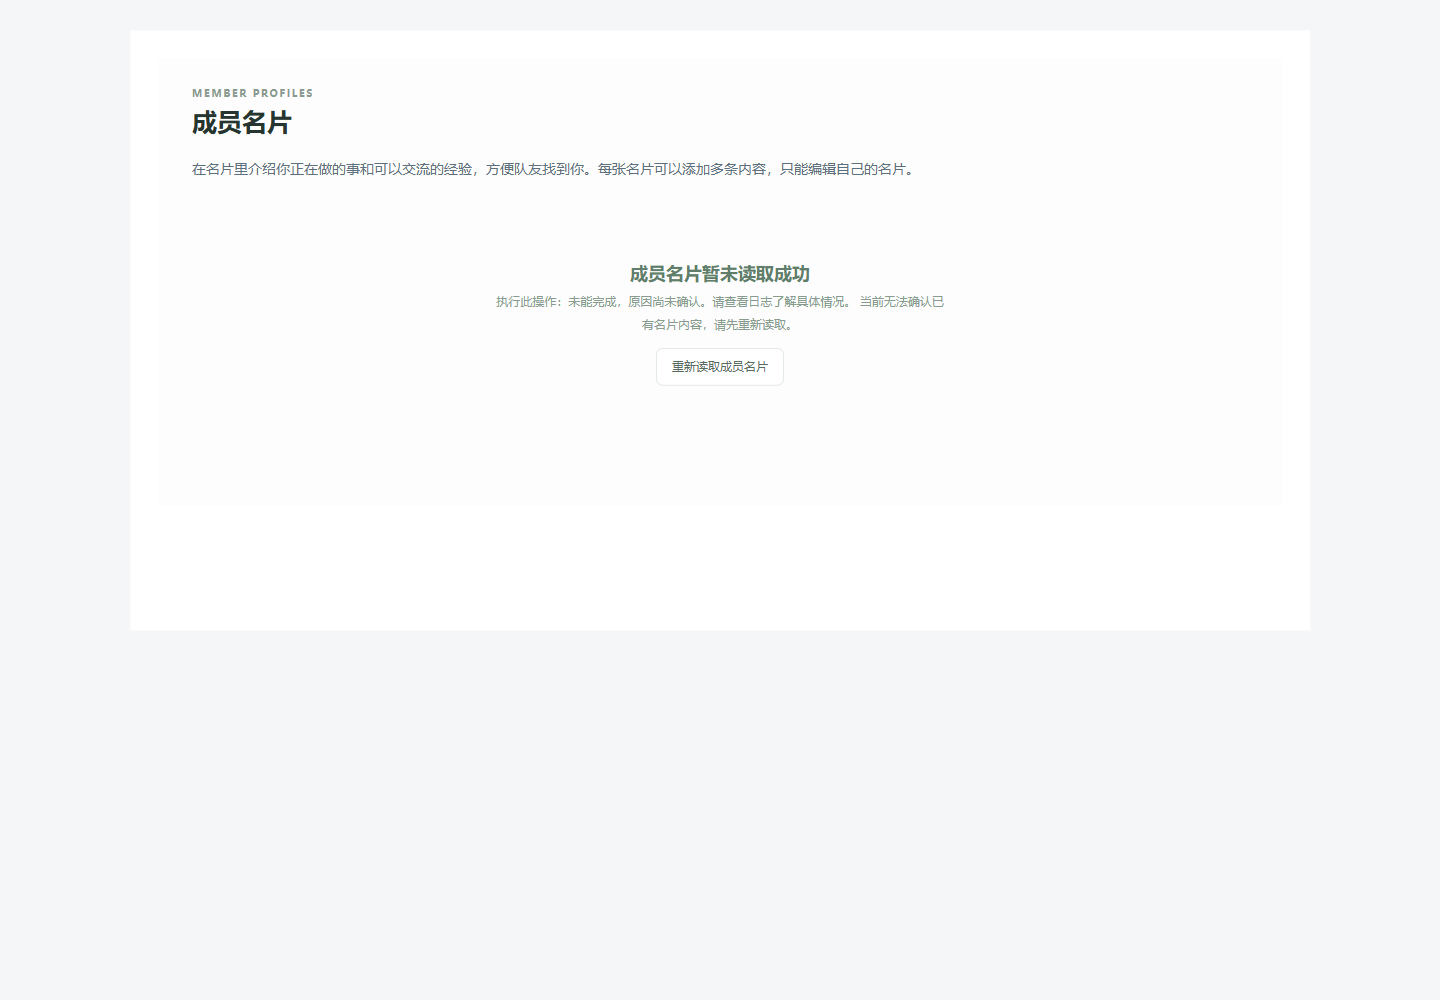 MEMBER PROFILES
成员名片
在名片里介绍你正在做的事和可以交流的经验，方便队友找到你。每张名片可以添加多条内容，只能编辑自己的名片。
成员名片暂未读取成功
执行此操作：未能完成，原因尚未确认。请查看日志了解具体情况。 当前无法确认已
有名片内容，请先重新读取。
重新读取成员名片